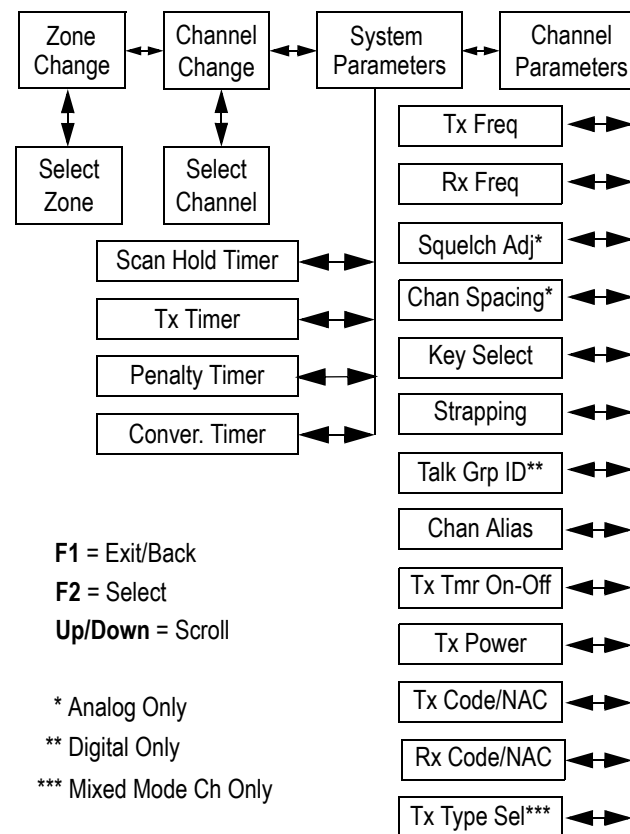 Zone
Change
Channel
Change
System
Parameters
Channel
Parameters
Select
Zone
Select
Channel
Scan Hold Timer
Tx Timer
Penalty Timer
Conver. Timer
Tx Freq
Rx Freq
Squelch Adj*
Chan Spacing*
Key Select
Strapping
Talk Grp ID**
Chan Alias
Tx Tmr On-Off
Tx Power
Tx Code/NAC
Rx Code/NAC
Tx Type Sel***
F1 = Exit/Back
F2 = Select
Up/Down = Scroll
* Analog Only
** Digital Only
*** Mixed Mode Ch Only